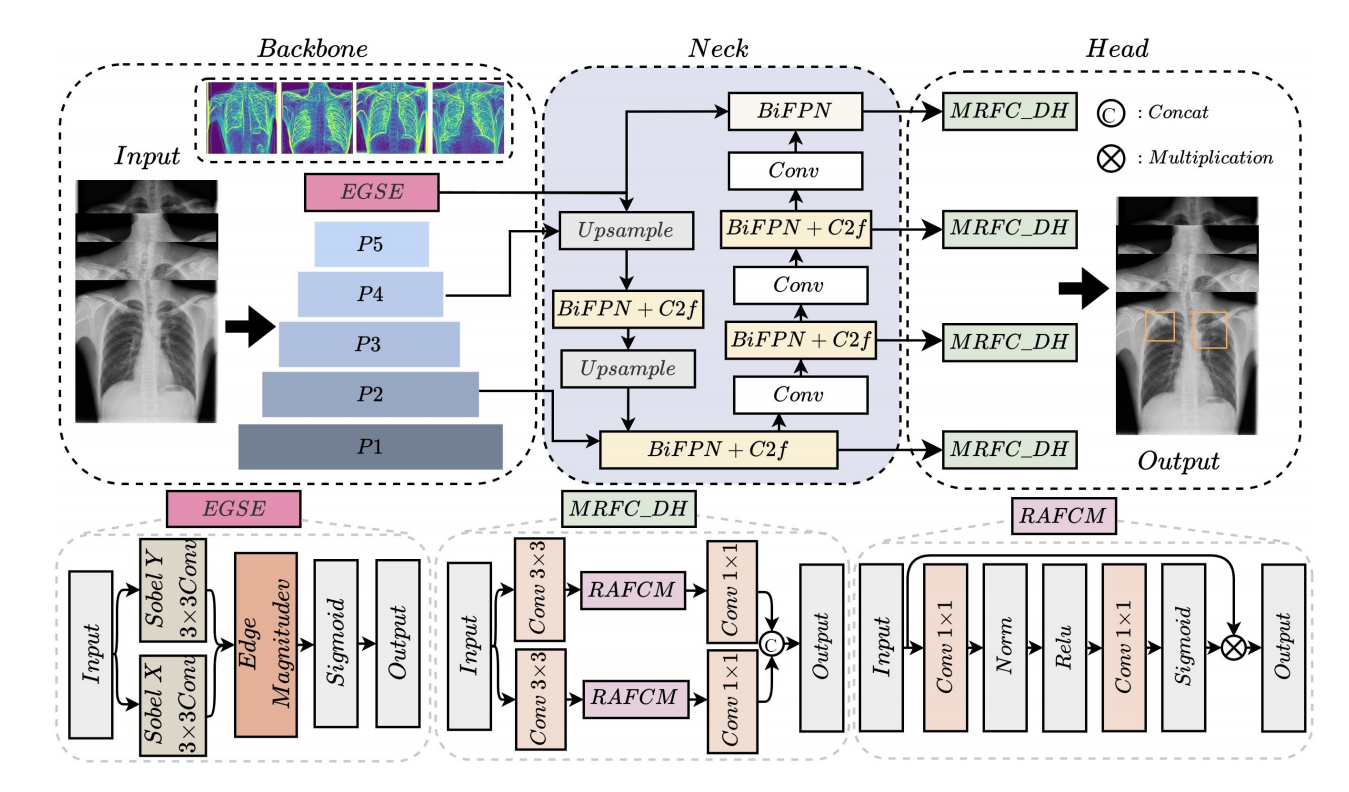 Backbone
Neck
Head
Input
EGSE
P5
P4
P3
P2
P1
Upsample
BiFPN + C2f
Upsample
BiFPN + C2f
BiFPN
Conv
BiFPN + C2f
Conv
BiFPN + C2f
Conv
MRFC_DH
MRFC_DH
MRFC_DH
MRFC_DH
C : Concat
: Multiplication
Output
EGSE
Input
Sobel Y
3×3Conv
Sobel X
3×3Conv
Edge
Magnitudev
Sigmoid
Output
MRFC_DH
Input
Conv 3×3
RAFCM
Conv 1×1
Conv 3×3
RAFCM
Conv 1×1
C
Output
RAFCM
Input
Conv 1×1
Norm
Relu
Conv 1×1
Sigmoid
Output